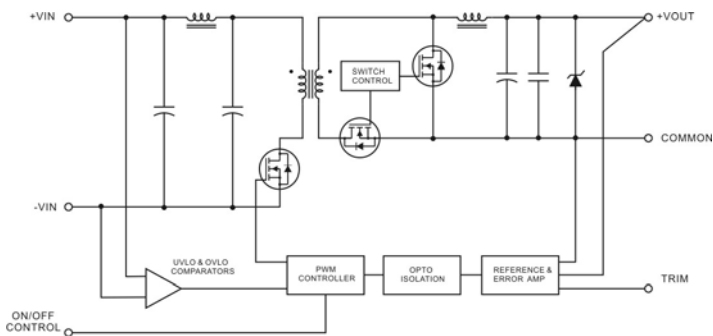 +VIN
+VOUT
SWITCH
CONTROL
COMMON
-VIN
UVLO & OVLO
COMPARATORS
PWM
CONTROLLER
OPTO
ISOLATION
REFERENCE &
ERROR AMP
TRIM
ON/OFF
CONTROL